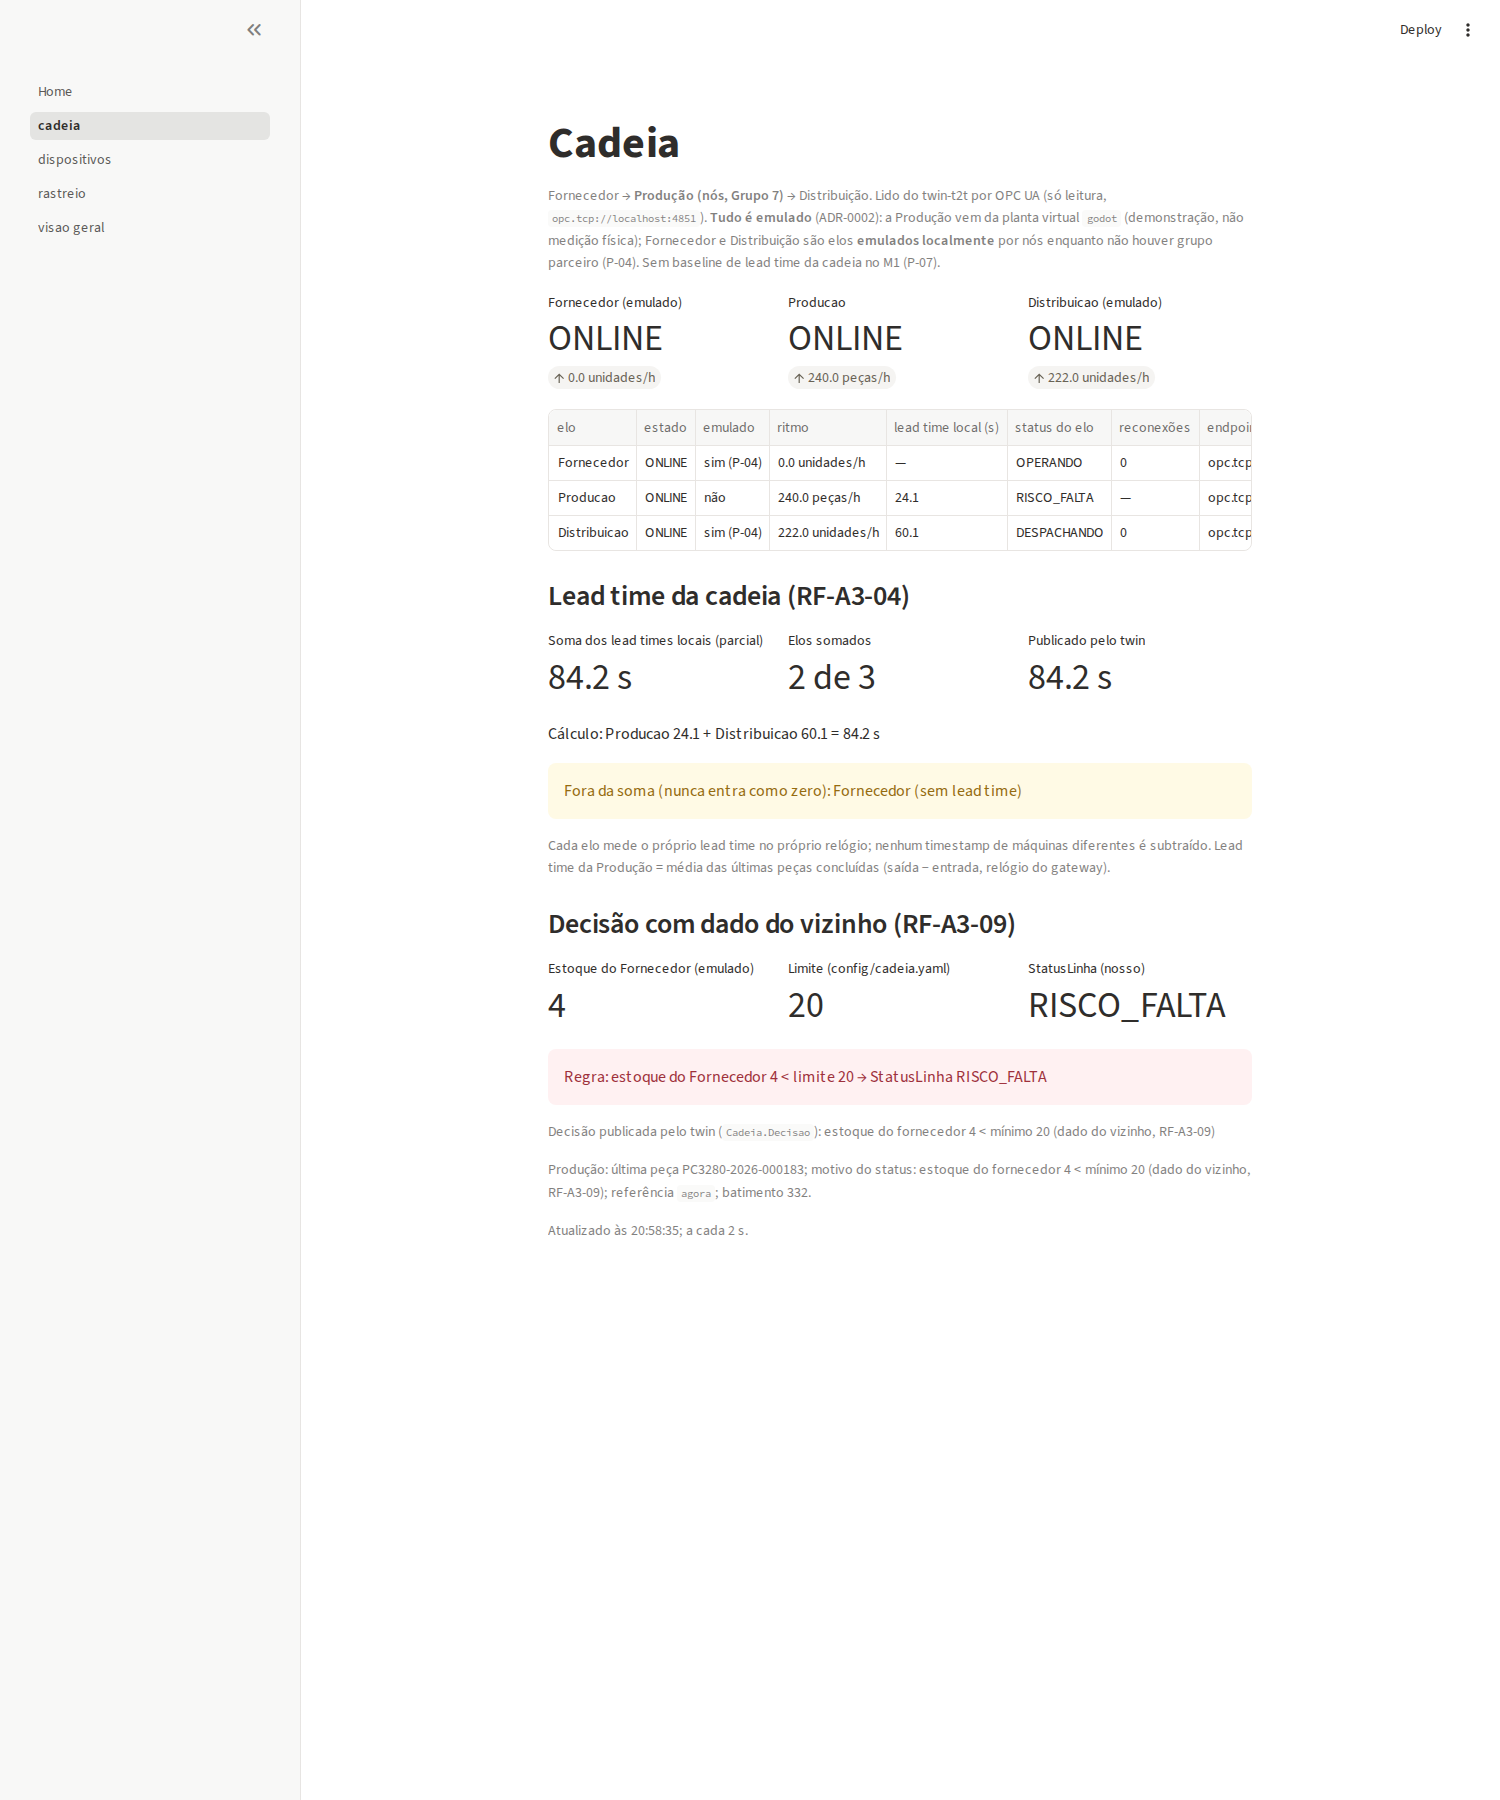 Deploy
Home
cadeia
dispositivos
rastreio
visao geral
Cadeia
Fornecedor → Produção (nós, Grupo 7) → Distribuição. Lido do twin-t2t por OPC UA (só leitura,
opc.tcp://localhost:4851 ). Tudo é emulado (ADR-0002): a Produção vem da planta virtual godot (demonstração, não
medição física); Fornecedor e Distribuição são elos emulados localmente por nós enquanto não houver grupo
parceiro (P-04). Sem baseline de lead time da cadeia no M1 (P-07).
Fornecedor (emulado) Producao Distribuicao (emulado)
ONLINE ONLINE ONLINE
↑ 0.0 unidades/h ↑ 240.0 peças/h ↑ 222.0 unidades/h
elo estado emulado ritmo lead time local (s) status do elo reconexões endpoi
Fornecedor ONLINE sim (P-04) 0.0 unidades/h — OPERANDO 0 opc.tcp
Producao ONLINE não 240.0 peças/h 24.1 RISCO_FALTA — opc.tcp
Distribuicao ONLINE sim (P-04) 222.0 unidades/h 60.1 DESPACHANDO 0 opc.tcp
Lead time da cadeia (RF-A3-04)
Soma dos lead times locais (parcial) Elos somados Publicado pelo twin
84.2 s 2 de 3 84.2 s
Cálculo: Producao 24.1 + Distribuicao 60.1 = 84.2 s
Fora da soma (nunca entra como zero): Fornecedor (sem lead time)
Cada elo mede o próprio lead time no próprio relógio; nenhum timestamp de máquinas diferentes é subtraído. Lead
time da Produção = média das últimas peças concluídas (saída − entrada, relógio do gateway).
Decisão com dado do vizinho (RF-A3-09)
Estoque do Fornecedor (emulado) Limite (config/cadeia.yaml) StatusLinha (nosso)
4 20 RISCO_FALTA
Regra: estoque do Fornecedor 4 < limite 20 → StatusLinha RISCO_FALTA
Decisão publicada pelo twin ( Cadeia.Decisao ): estoque do fornecedor 4 < mínimo 20 (dado do vizinho, RF-A3-09)
Produção: última peça PC3280-2026-000183; motivo do status: estoque do fornecedor 4 < mínimo 20 (dado do vizinho,
RF-A3-09); referência agora ; batimento 332.
Atualizado às 20:58:35; a cada 2 s.